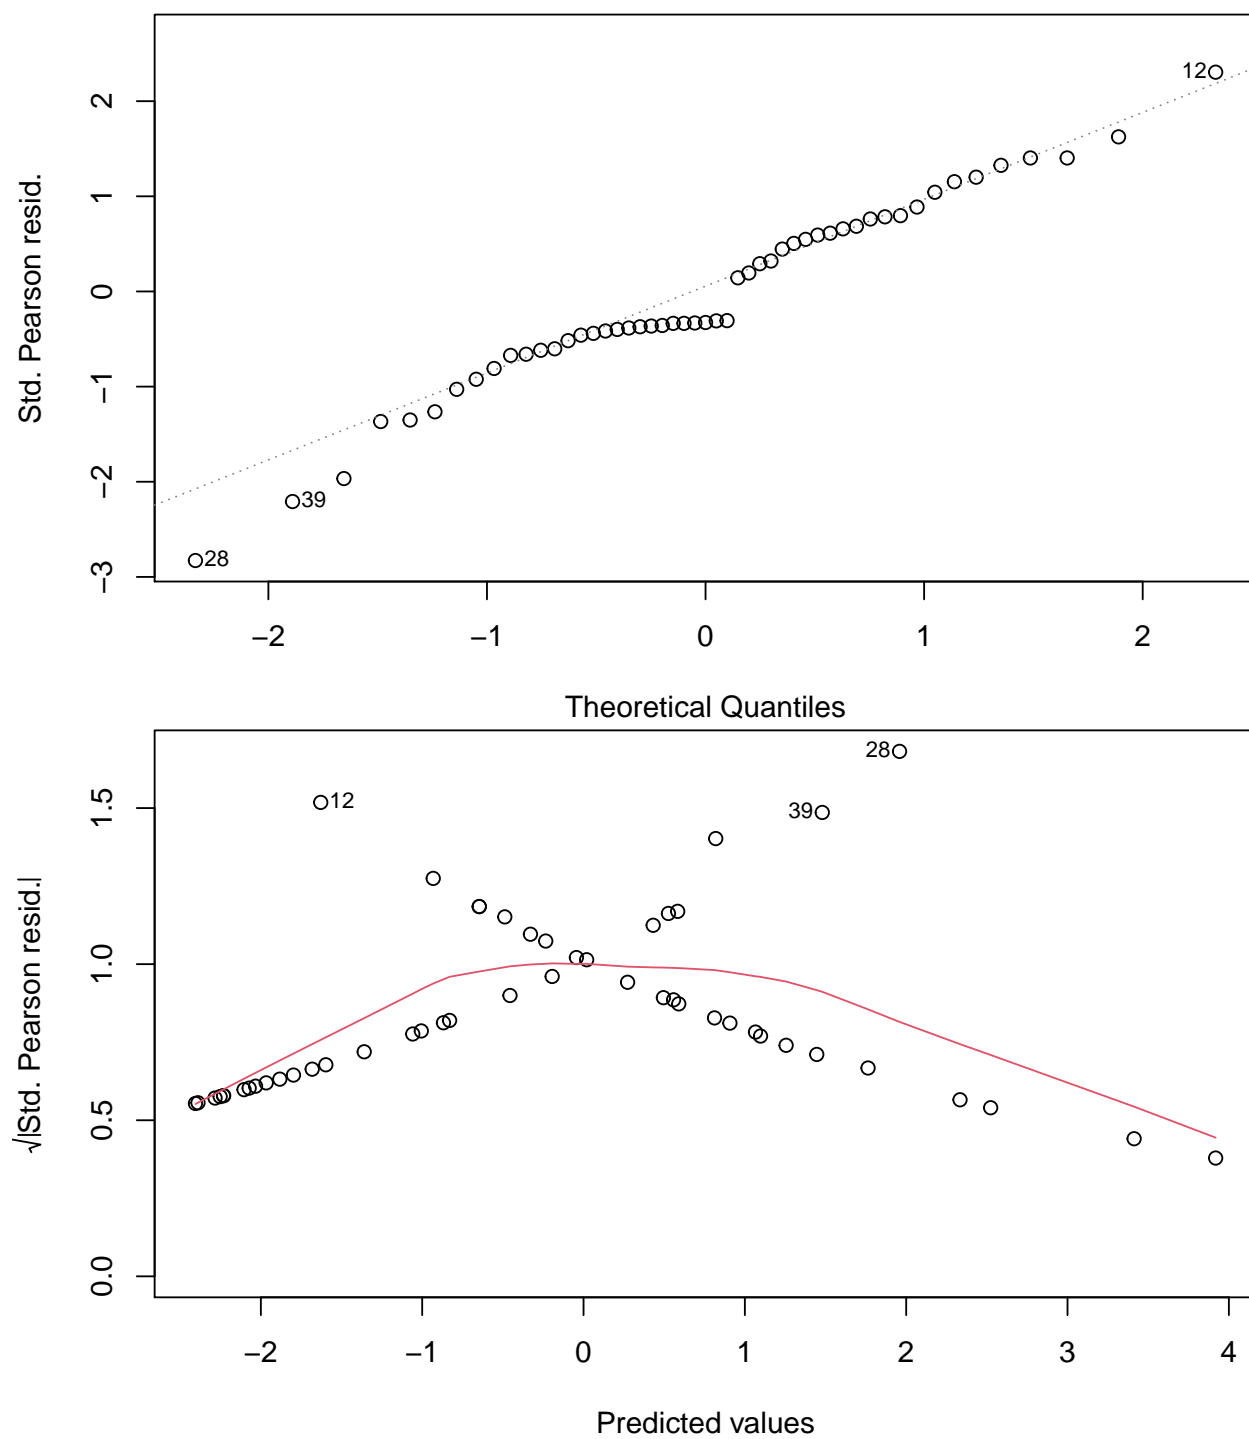 Std. Pearson resid.
2
1
0
−1
−2
−3
12
39
28
−2 −1 0 1 2
Theoretical Quantiles
√|Std. Pearson resid.|
1.5
1.0
0.5
0.0
28
12
39
−2 −1 0 1 2 3 4
Predicted values